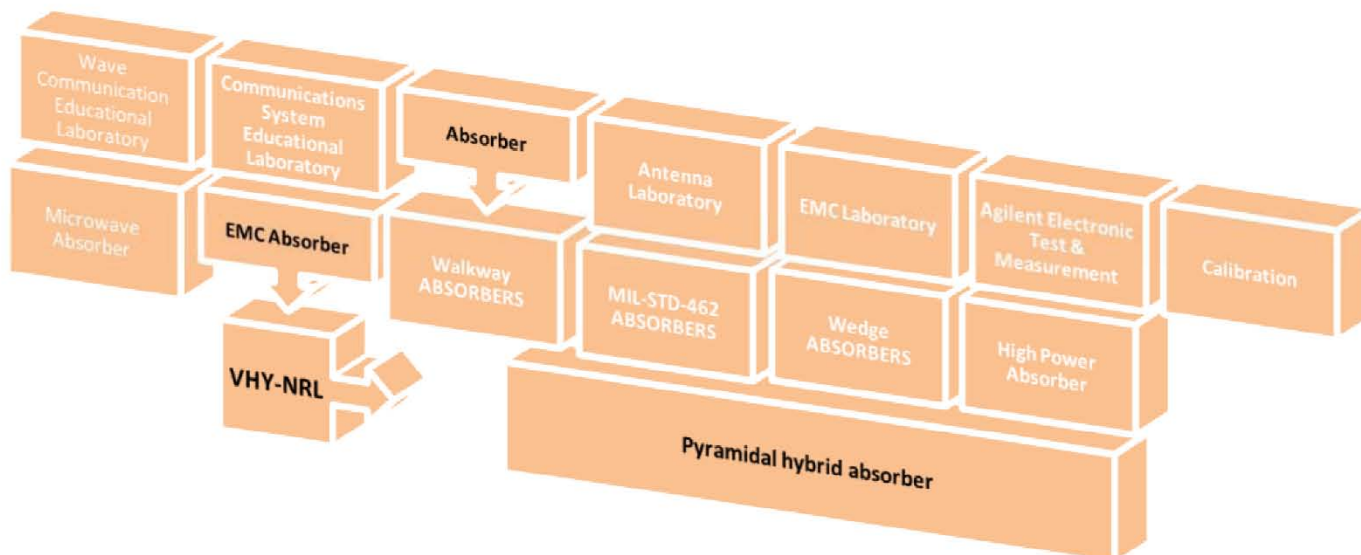 Wave
Communication
Educational
Laboratory
Communications
System
Educational
Laboratory
Absorber
Antenna
Laboratory
EMC Laboratory
Agilent Electronic
Test &
Measurement
Calibration
Microwave
Absorber
EMC Absorber
Walkway
ABSORBERS
MIL-STD-462
ABSORBERS
Wedge
ABSORBERS
High Power
Absorber
VHY-NRL
Pyramidal hybrid absorber